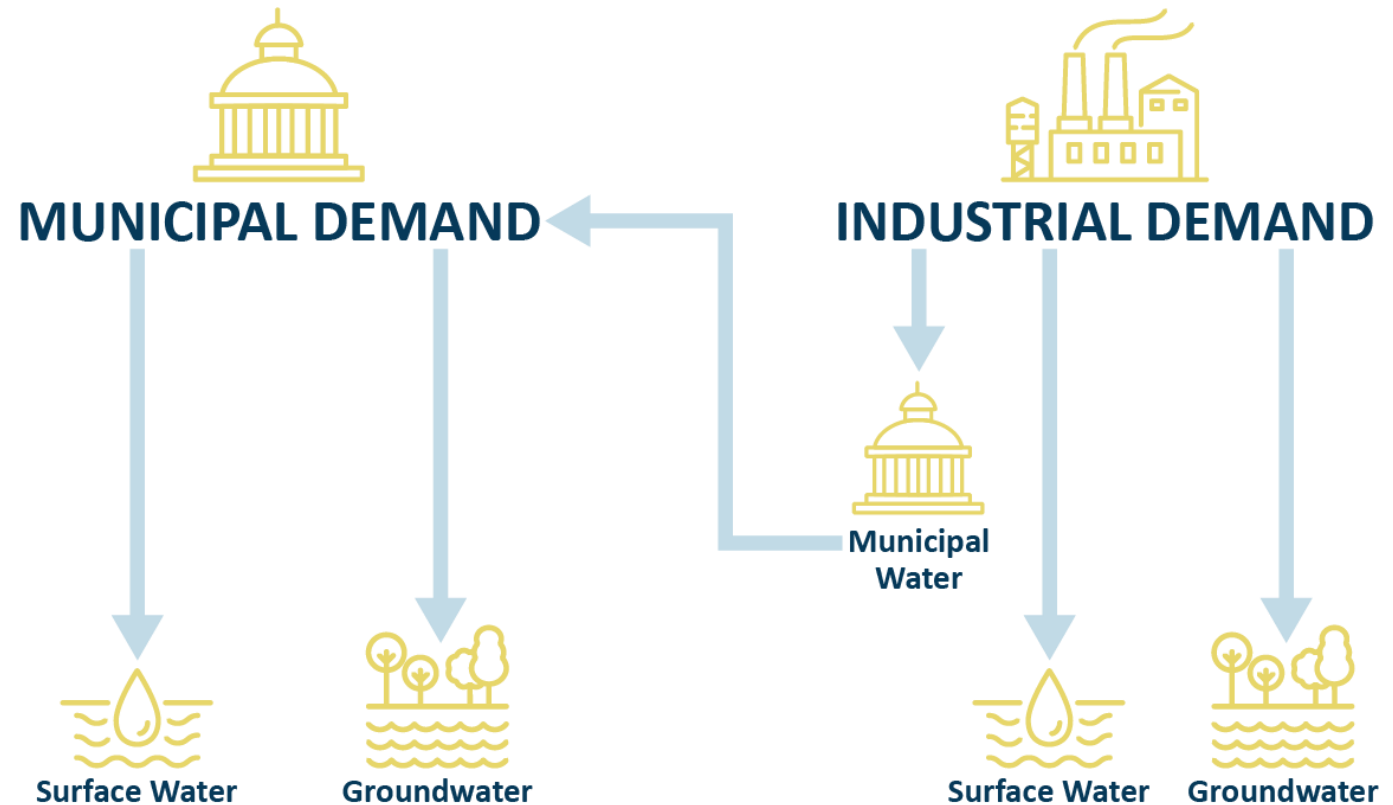 MUNICIPAL DEMAND
INDUSTRIAL DEMAND
Municipal
Water
Surface Water
Groundwater
Surface Water
Groundwater